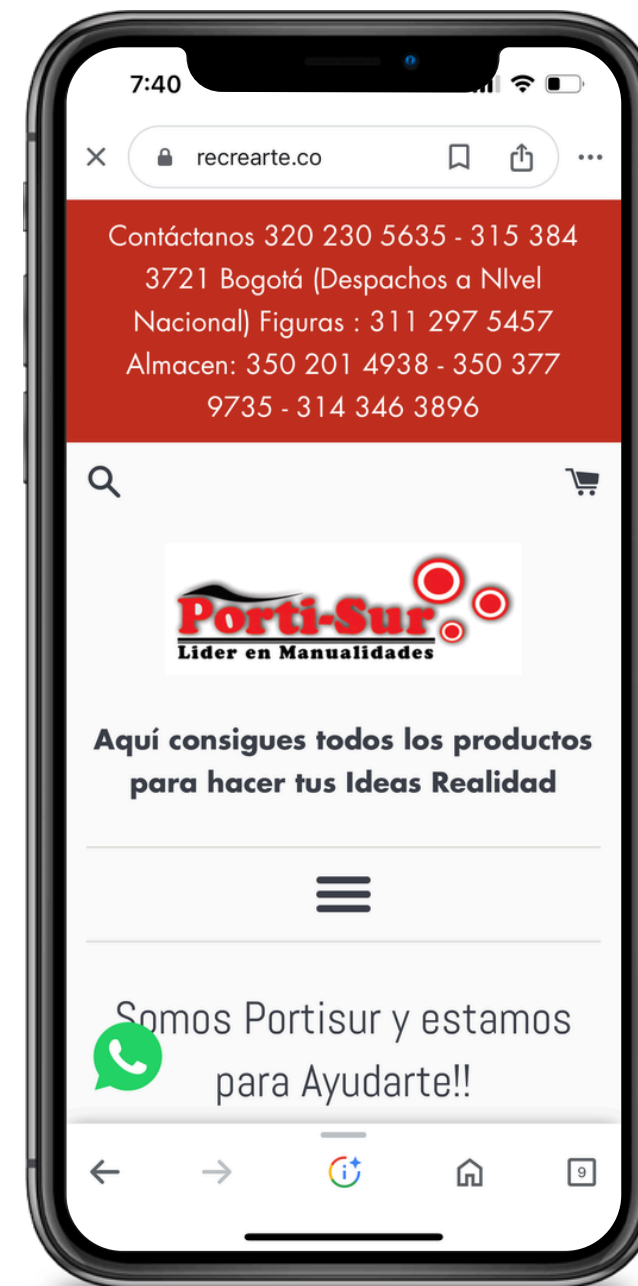 7:40
recrearte.co
Contáctanos 320 230 5635 - 315 384
3721 Bogotá (Despachos a NIvel
Nacional) Figuras : 311 297 5457
Almacen: 350 201 4938 - 350 377
9735 - 314 346 3896
Porti-Sur
Lider en Manualidades
Aquí consigues todos los productos
para hacer tus Ideas Realidad
Somos Portisur y estamos
para Ayudarte!!
9